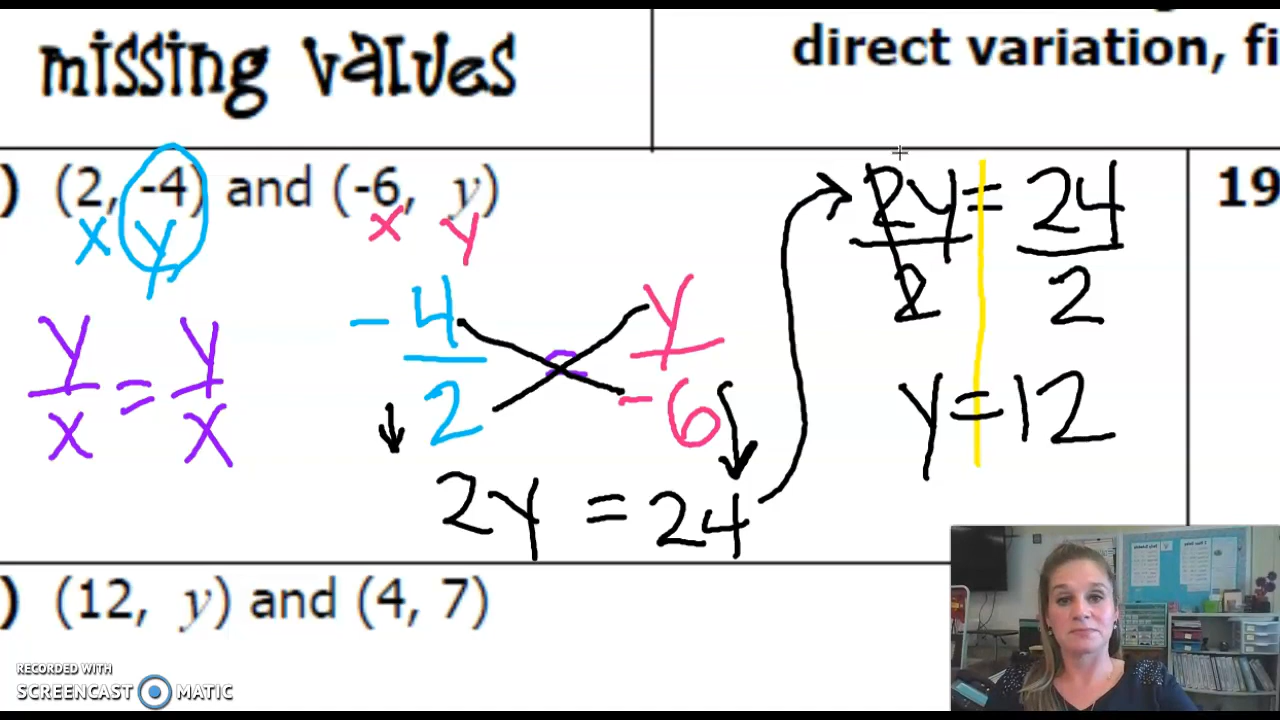 missing values
direct variation, fi
) (2, -4) and (-6, y)
x y
x y
y/x = y/x
-4/2 = y/-6
2y = 24
2y/2 = 24/2
y = 12
19
) (12, y) and (4, 7)
RECORDED WITH
SCREENCAST MATIC